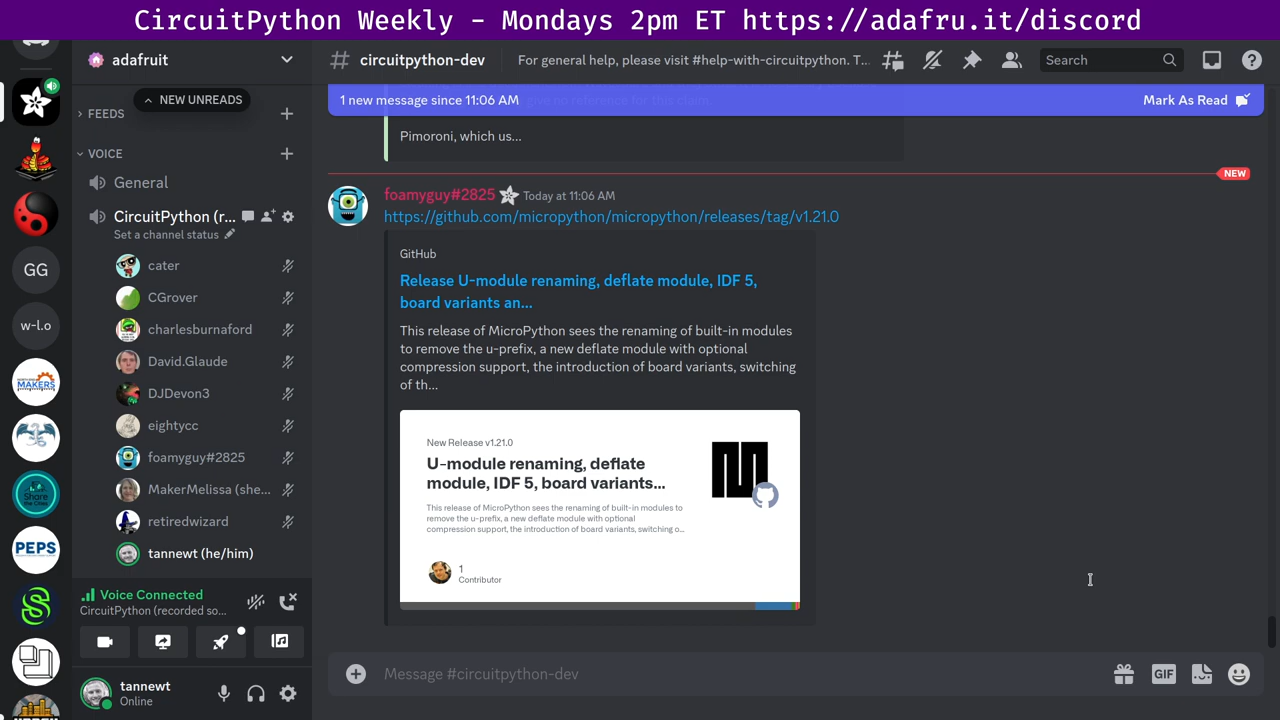 CircuitPython Weekly - Mondays 2pm ET https://adafru.it/discord
adafruit
NEW UNREADS
FEEDS
VOICE
General
CircuitPython (r...
Set a channel status
cater
CGrover
charlesburnaford
David.Glaude
DJDevon3
eightycc
foamyguy#2825
MakerMelissa (she...
retiredwizard
tannewt (he/him)
Voice Connected
CircuitPython (recorded so...
tannewt
Online
GG
w-l.o
MAKERS
Share
PEPS
circuitpython-dev
For general help, please visit #help-with-circuitpython. T...
Search
1 new message since 11:06 AM
Mark As Read
Pimoroni, which us...
NEW
foamyguy#2825 Today at 11:06 AM
https://github.com/micropython/micropython/releases/tag/v1.21.0
GitHub
Release U-module renaming, deflate module, IDF 5,
board variants an...
This release of MicroPython sees the renaming of built-in modules
to remove the u-prefix, a new deflate module with optional
compression support, the introduction of board variants, switching
of th...
New Release v1.21.0
U-module renaming, deflate
module, IDF 5, board variants...
This release of MicroPython sees the renaming of built-in modules to
remove the u-prefix, a new deflate module with optional
compression support, the introduction of board variants, switching o...
1
Contributor
Message #circuitpython-dev
GIF